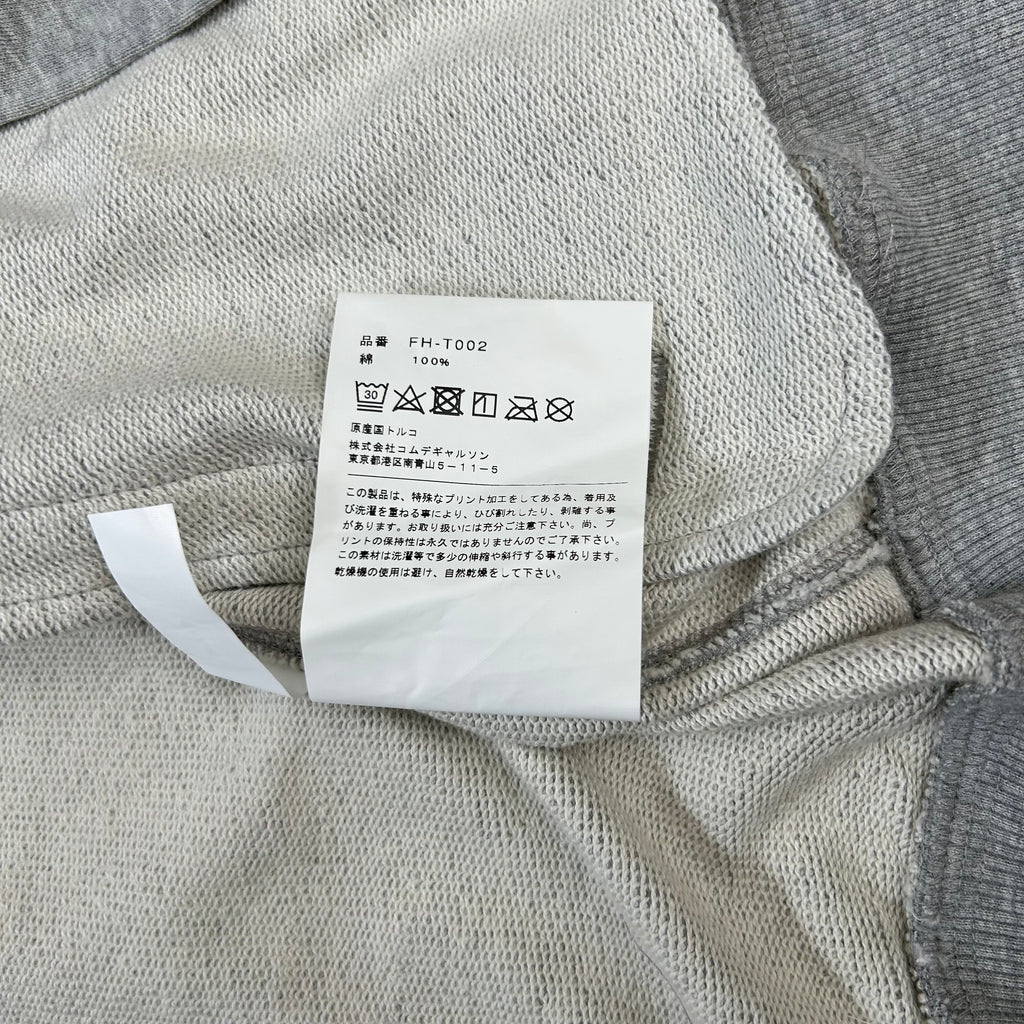 品番 FH-T002
綿 100%
30
原産国トルコ
株式会社コムデギャルソン
東京都港区南青山5-11-5
この製品は、特殊なプリント加工をしてある為、着用及
び洗濯を重ねる事により、ひび割れしたり、剥離する事
があります。お取り扱いには充分ご注意下さい。尚、プ
リントの保持性は永久ではありませんのでご了承下さい。
この素材は洗濯等で多少の伸縮や斜行する事があります。
乾燥機の使用は避け、自然乾燥をして下さい。